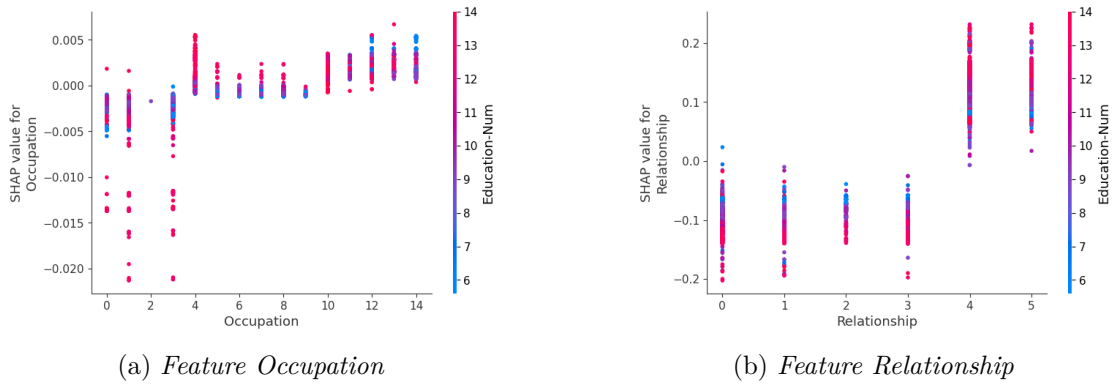 0.005
0.000
−0.005
−0.010
−0.015
−0.020
SHAP value for
Occupation
0 2 4 6 8 10 12 14
Occupation
14
13
12
11
10
9
8
7
6
Education-Num
(a) Feature Occupation
0.2
0.1
0.0
−0.1
−0.2
SHAP value for
Relationship
0 1 2 3 4 5
Relationship
14
13
12
11
10
9
8
7
6
Education-Num
(b) Feature Relationship